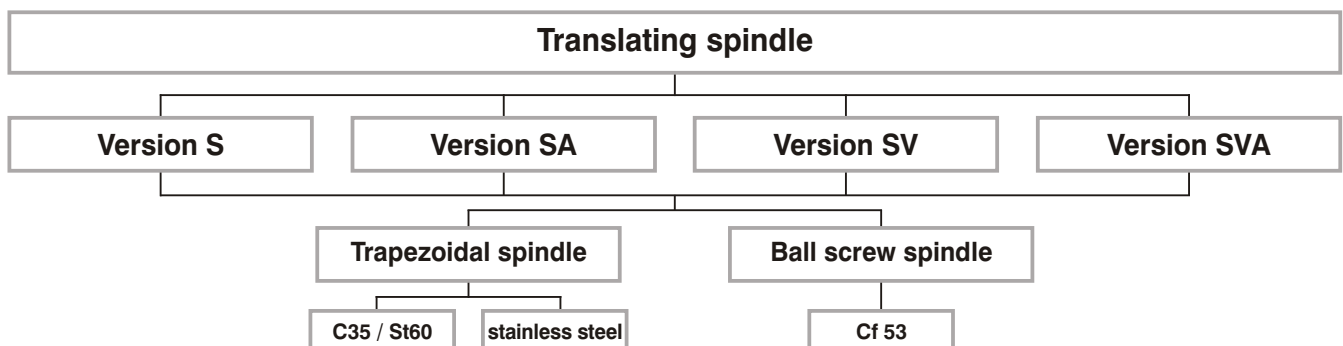 Translating spindle
Version S
Version SA
Version SV
Version SVA
Trapezoidal spindle
Ball screw spindle
C35 / St60
stainless steel
Cf 53